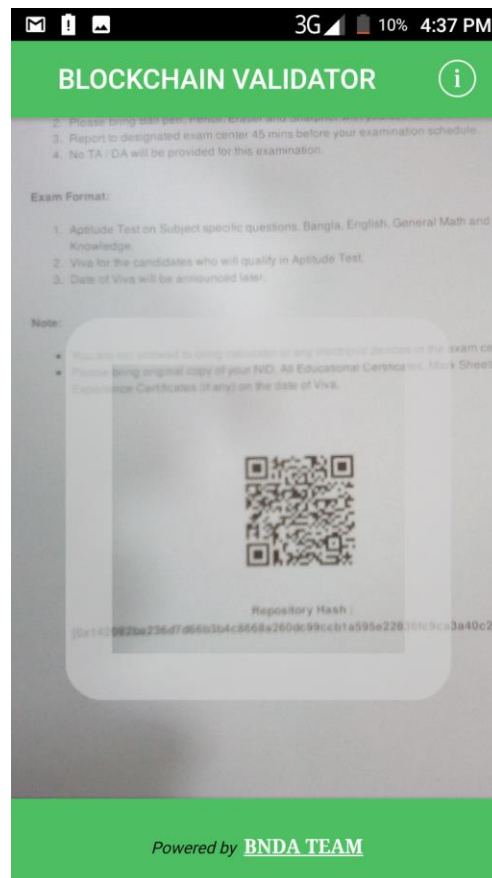 3G 10% 4:37 PM
BLOCKCHAIN VALIDATOR i
2. Please bring Ball pen, Pencil, Eraser and Sharpner with
3. Report to designated exam center 45 mins before your examination schedule.
4. No TA / DA will be provided for this examination.
Exam Format:
1. Aptitude Test on Subject specific questions, Bangla, English, General Math and
Knowledge.
2. Viva for the candidates who will qualify in Aptitude Test.
3. Date of Viva will be announced later.
Note:
• You are not allowed to bring calculator or any electronic devices in the exam
• Please bring original copy of your NID, All Educational Certificates, Mark
Experience Certificates (if any) on the date of Viva.
Repository Hash :
Powered by BNDA TEAM